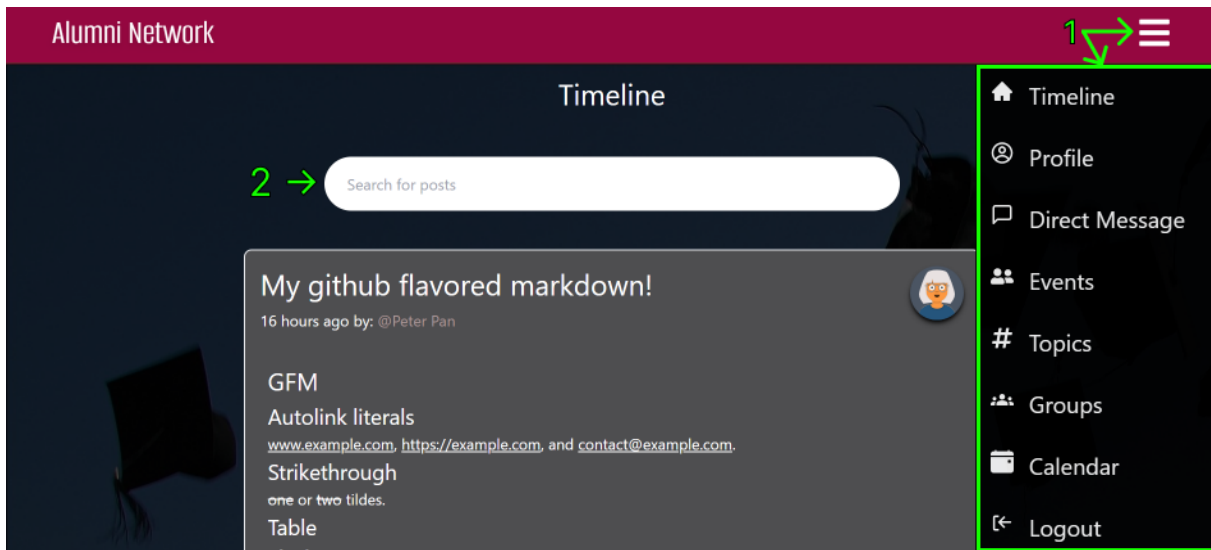 Alumni Network
1
Timeline
2
Search for posts
My github flavored markdown!
16 hours ago by: @Peter Pan
GFM
Autolink literals
www.example.com, https://example.com, and contact@example.com.
Strikethrough
one or two tildes.
Table
Timeline
Profile
Direct Message
Events
# Topics
Groups
Calendar
Logout